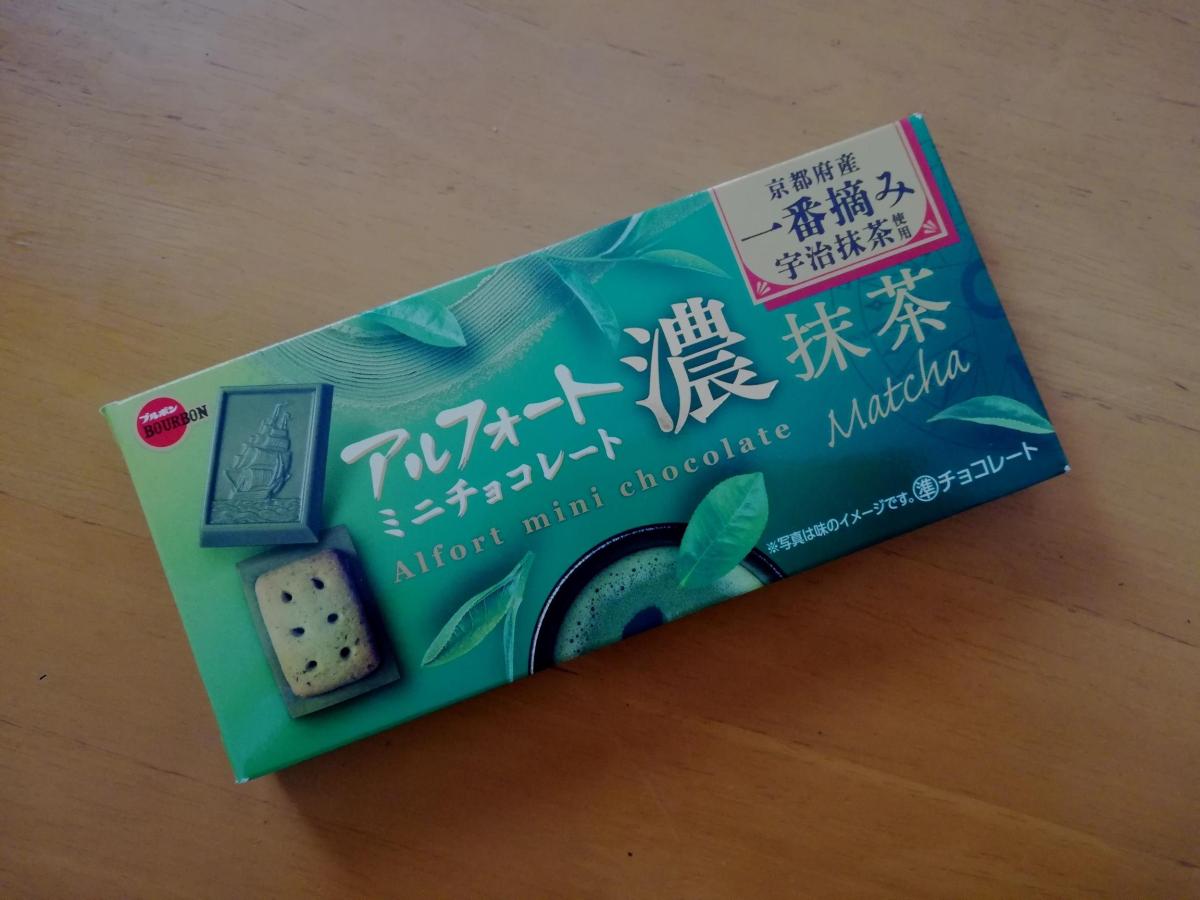 京都府産
一番摘み
宇治抹茶使用
ブルボン
BOURBON
アルフォート 濃 抹茶
ミニチョコレート
Matcha
Alfort mini chocolate
※写真は味のイメージです。
準チョコレート